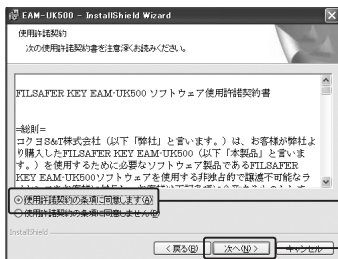 EAM-UK500 - InstallShield Wizard
使用許諾契約
次の使用許諾契約書を注意深くお読みください。
FILSAFER KEY EAM-UK500 ソフトウェア使用許諾契約書
=総則=
コクヨS&T株式会社（以下「弊社」と言います。）は、お客様が弊社よ
り購入したFILSAFER KEY EAM-UK500（以下「本製品」と言いま
す。）を使用するために必要なソフトウェア製品であるFILSAFER
KEY EAM-UK500ソフトウェアを使用する非独占的で譲渡不可能なラ
使用許諾契約の条項に同意します(A)
使用許諾契約の条項に同意しません(D)
InstallShield
< 戻る(B)
次へ(N) >
キャンセル